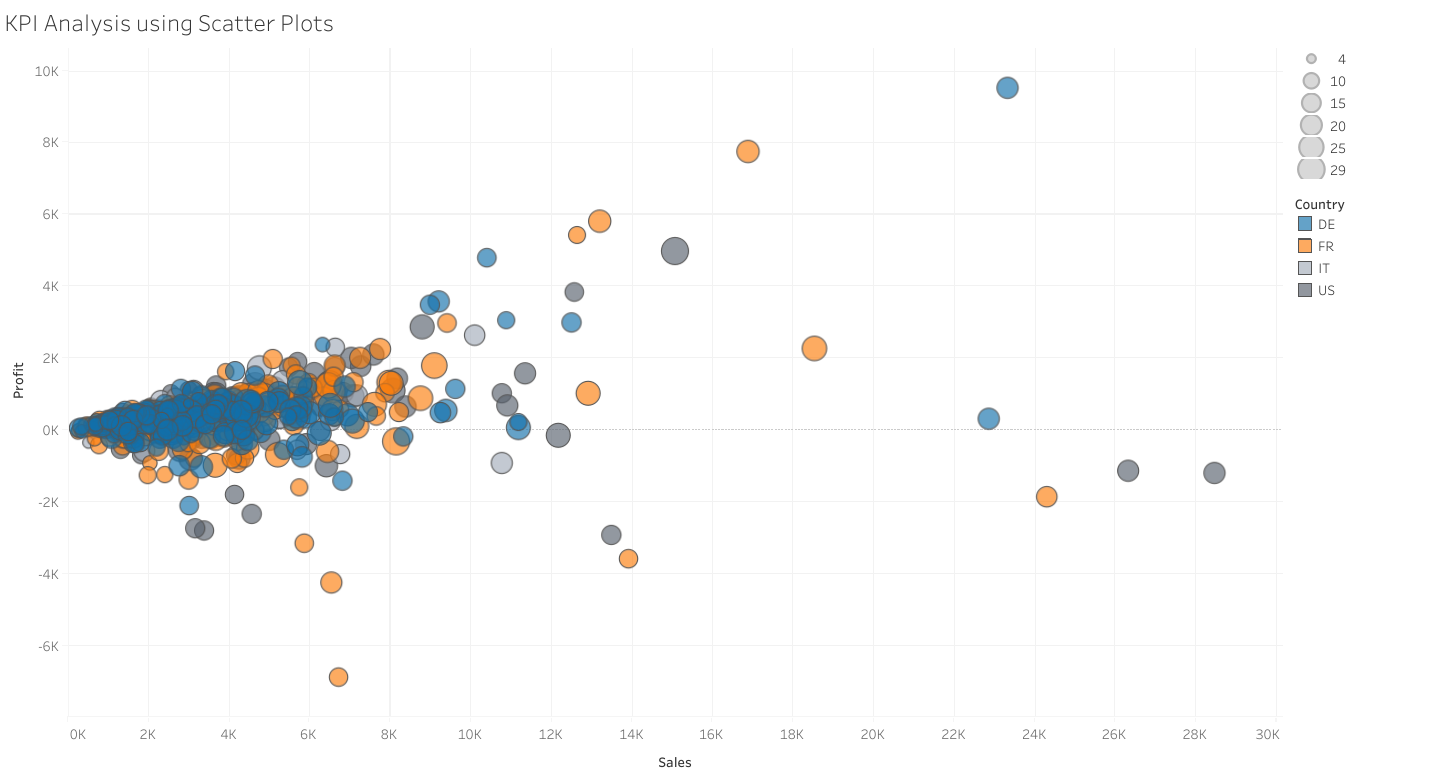 KPI Analysis using Scatter Plots
10K
8K
6K
4K
2K
0K
-2K
-4K
-6K
Profit
0K 2K 4K 6K 8K 10K 12K 14K 16K 18K 20K 22K 24K 26K 28K 30K
Sales
4
10
15
20
25
29
Country
DE
FR
IT
US